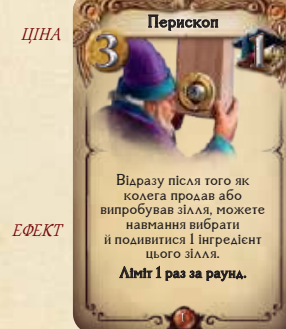 ЦІНА
Перископ
3
1
Відразу після того як
колега продав або
випробував зілля, можете
навмання вибрати
й подивитися 1 інгредієнт
цього зілля.
ЕФЕКТ
Ліміт 1 раз за раунд.
1